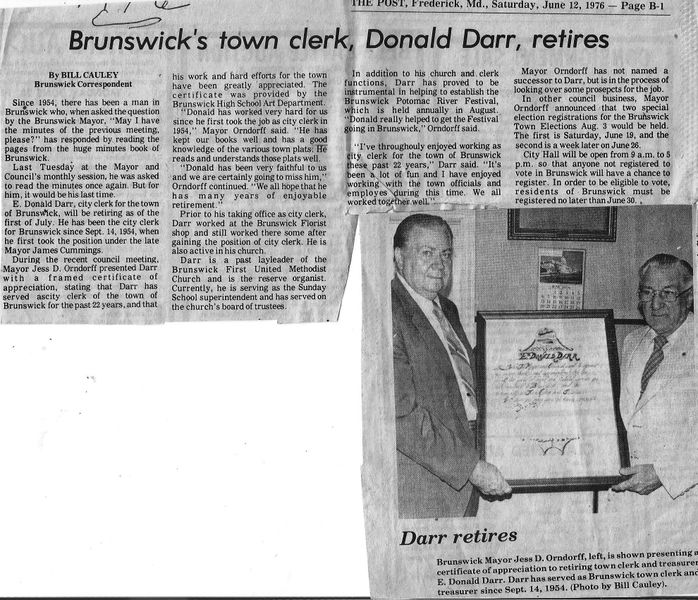 THE POST, Frederick, Md., Saturday, June 12, 1976 — Page B-1
Brunswick's town clerk, Donald Darr, retires
By BILL CAULEY
Brunswick Correspondent
Since 1954, there has been a man in
Brunswick who, when asked the question
by the Brunswick Mayor, "May I have
the minutes of the previous meeting,
please?" has responded by reading the
pages from the huge minutes book of
Brunswick.
Last Tuesday at the Mayor and
Council's monthly session, he was asked
to read the minutes once again. But for
him, it would be his last time.
E. Donald Darr, city clerk for the town
of Brunswick, will be retiring as of the
first of July. He has been the city clerk
for Brunswick since Sept. 14, 1954, when
he first took the position under the late
Mayor James Cummings.
During the recent council meeting,
Mayor Jess D. Orndorff presented Darr
with a framed certificate of
appreciation, stating that Darr has
served ascity clerk of the town of
Brunswick for the past 22 years, and that
his work and hard efforts for the town
have been greatly appreciated. The
certificate was provided by the
Brunswick High School Art Department.
"Donald has worked very hard for us
since he first took the job as city clerk in
1954," Mayor Orndorff said. "He has
kept our books well and has a good
knowledge of the various town plats. He
reads and understands those plats well.
"Donald has been very faithful to us
and we are certainly going to miss him,"
Orndorff continued. "We all hope that he
has many years of enjoyable
retirement."
Prior to his taking office as city clerk,
Darr worked at the Brunswick Florist
shop and still worked there some after
gaining the position of city clerk. He is
also active in his church.
Darr is a past layleader of the
Brunswick First United Methodist
Church and is the reserve organist.
Currently, he is serving as the Sunday
School superintendent and has served on
the church's board of trustees.
In addition to his church and clerk
functions, Darr has proved to be
instrumental in helping to establish the
Brunswick Potomac River Festival,
which is held annually in August.
"Donald really helped to get the Festival
going in Brunswick," Orndorff said.
"I've throughouly enjoyed working as
city clerk for the town of Brunswick
these past 22 years," Darr said. "It's
been a lot of fun and I have enjoyed
working with the town officials and
employes during this time. We all
worked together well."
Mayor Orndorff has not named a
successor to Darr, but is in the process of
looking over some prosepcts for the job.
In other council business, Mayor
Orndorff announced that two special
election registrations for the Brunswick
Town Elections Aug. 3 would be held.
The first is Saturday, June 19, and the
second is a week later on June 26.
City Hall will be open from 9 a.m. to 5
p.m. so that anyone not registered to
vote in Brunswick will have a chance to
register. In order to be eligible to vote,
residents of Brunswick must be
registered no later than June 30.
E. DONALD DARR
Darr retires
Brunswick Mayor Jess D. Orndorff, left, is shown presenting a
certificate of appreciation to retiring town clerk and treasurer
E. Donald Darr. Darr has served as Brunswick town clerk and
treasurer since Sept. 14, 1954. (Photo by Bill Cauley).